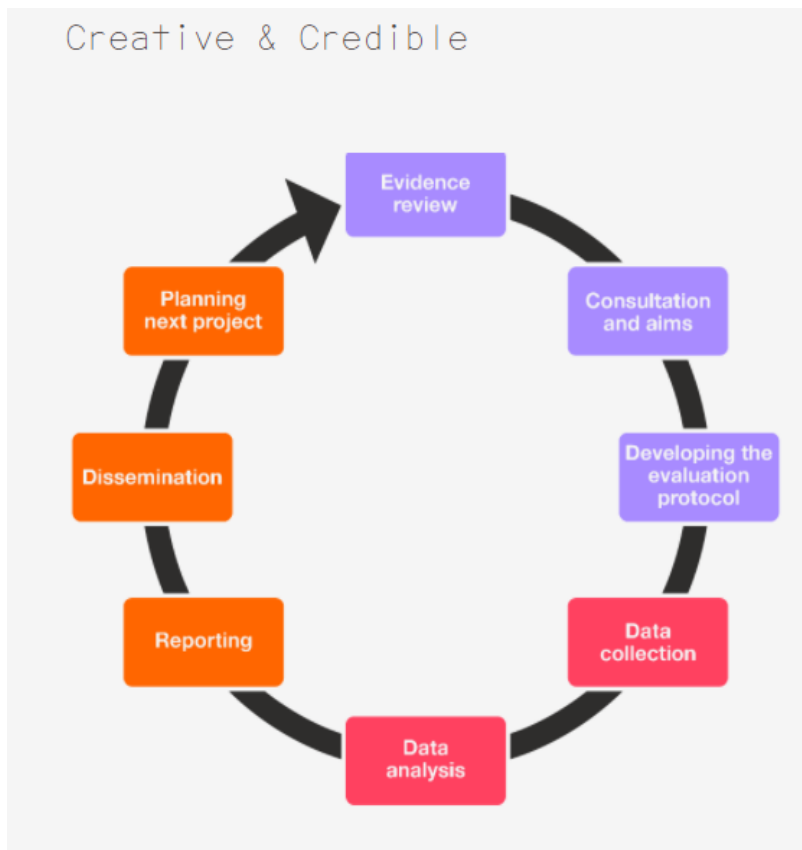 Creative & Credible
Evidence
review
Consultation
and aims
Developing the
evaluation
protocol
Data
collection
Data
analysis
Reporting
Dissemination
Planning
next project